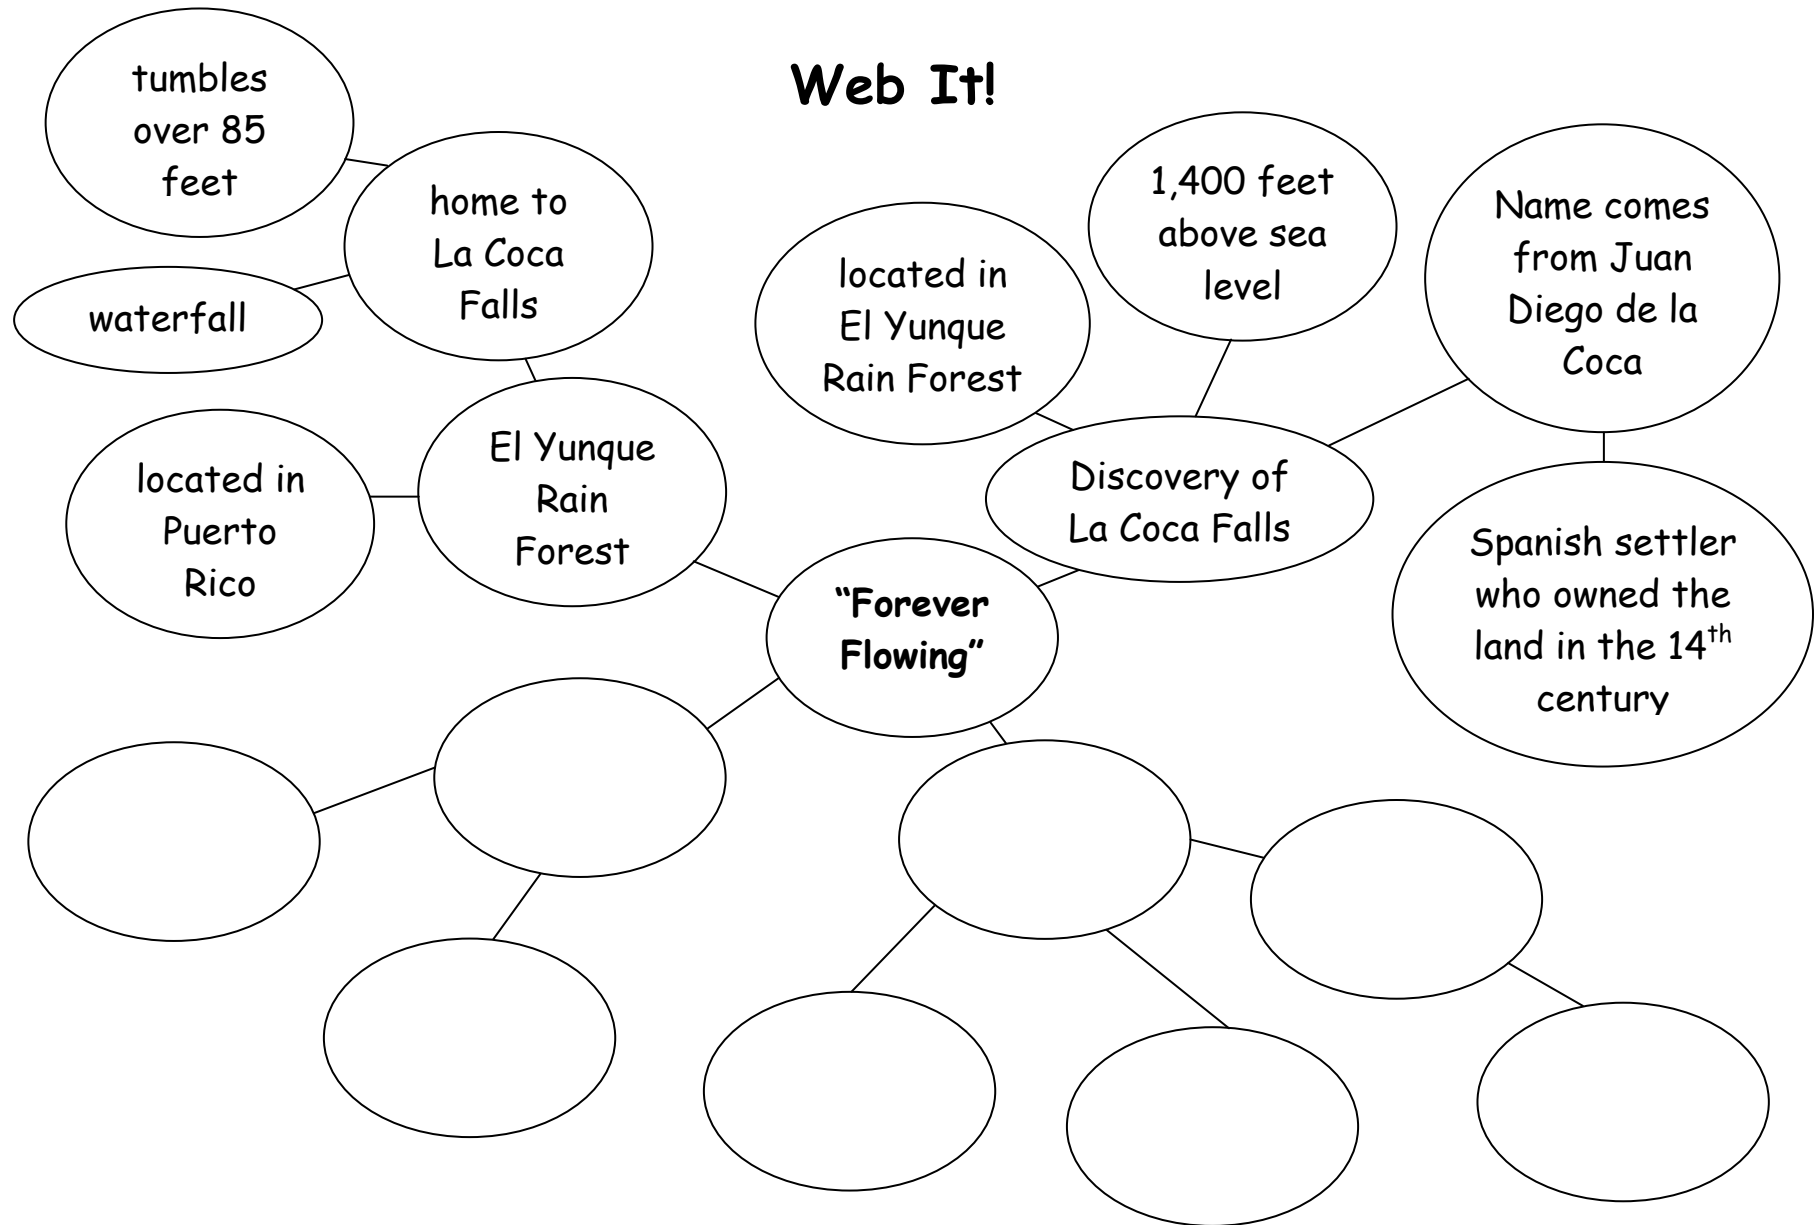 Web It!
tumbles
over 85
feet
home to
La Coca
Falls
waterfall
located in
Puerto
Rico
El Yunque
Rain
Forest
located in
El Yunque
Rain Forest
1,400 feet
above sea
level
Name comes
from Juan
Diego de la
Coca
Discovery of
La Coca Falls
Spanish settler
who owned the
land in the 14th
century
“Forever
Flowing”